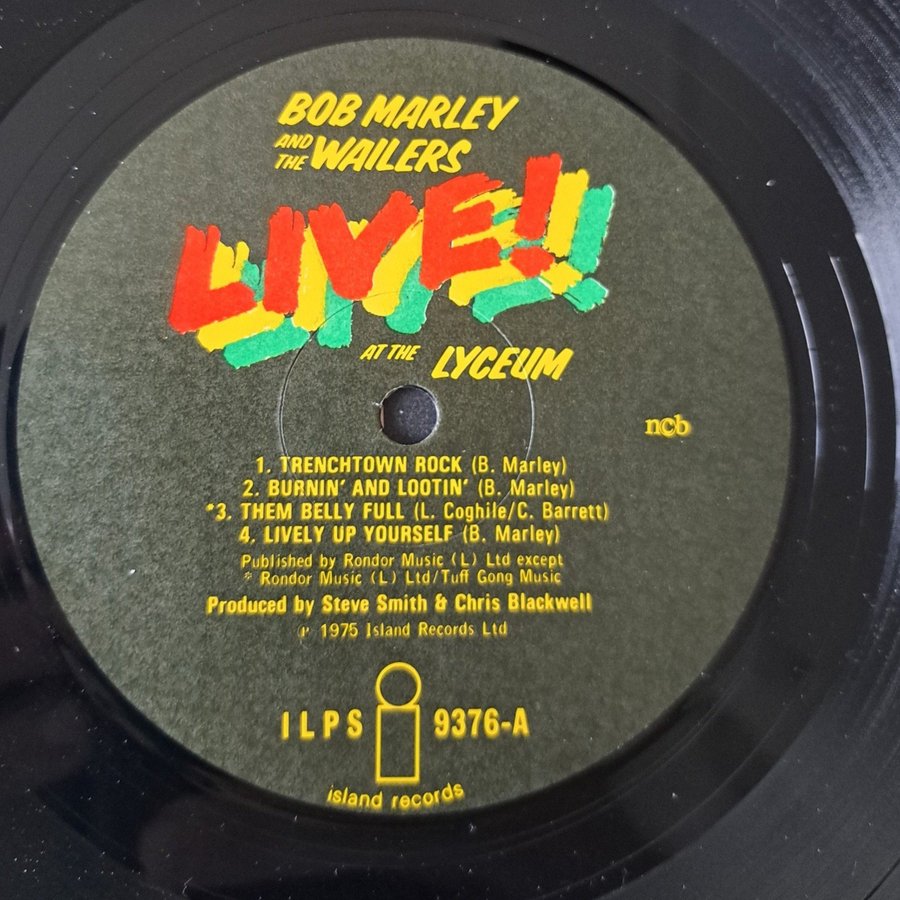 BOB MARLEY
AND THE WAILERS
LIVE!
AT THE LYCEUM
n©b
1. TRENCHTOWN ROCK (B. Marley)
2. BURNIN' AND LOOTIN' (B. Marley)
*3. THEM BELLY FULL (L. Coghile/C. Barrett)
4. LIVELY UP YOURSELF (B. Marley)
Published by Rondor Music (L) Ltd except
* Rondor Music (L) Ltd/Tuff Gong Music
Produced by Steve Smith & Chris Blackwell
℗ 1975 Island Records Ltd
ILPS 9376-A
island records